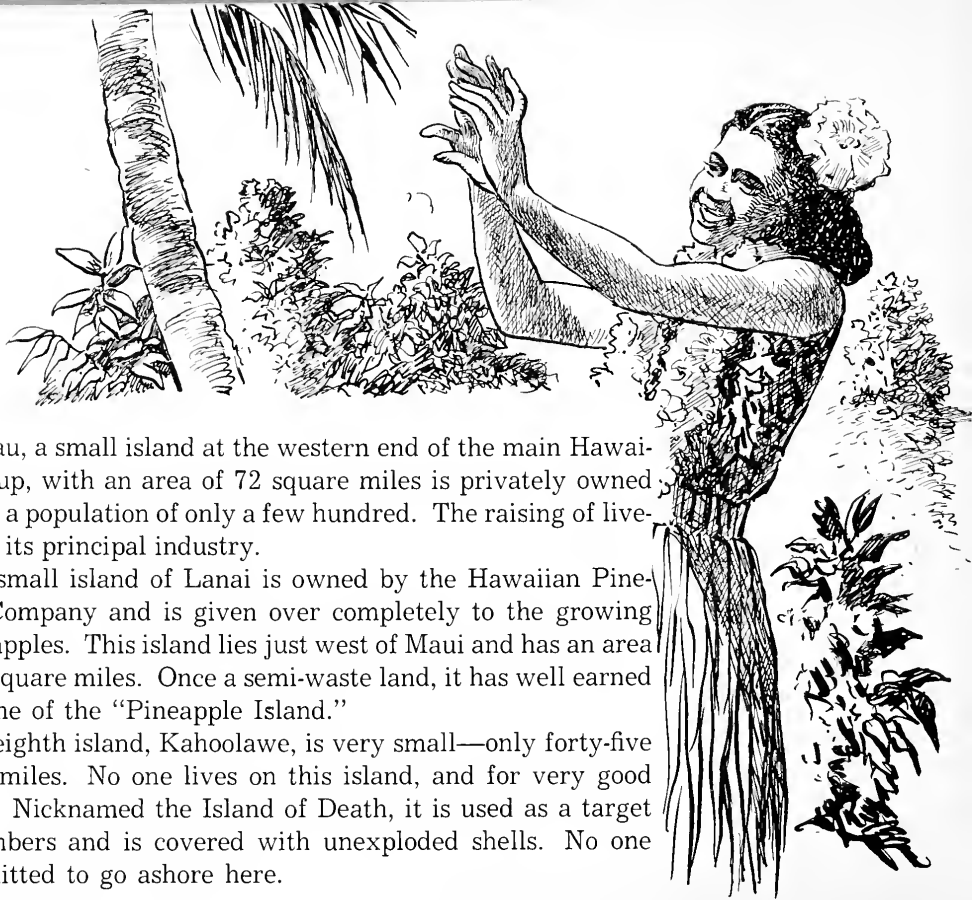 au, a small island at the western end of the main Hawai-
up, with an area of 72 square miles is privately owned
a population of only a few hundred. The raising of live-
its principal industry.
small island of Lanai is owned by the Hawaiian Pine-
Company and is given over completely to the growing
apples. This island lies just west of Maui and has an area
quare miles. Once a semi-waste land, it has well earned
me of the “Pineapple Island.”
eighth island, Kahoolawe, is very small—only forty-five
miles. No one lives on this island, and for very good
Nicknamed the Island of Death, it is used as a target
mbers and is covered with unexploded shells. No one
itted to go ashore here.